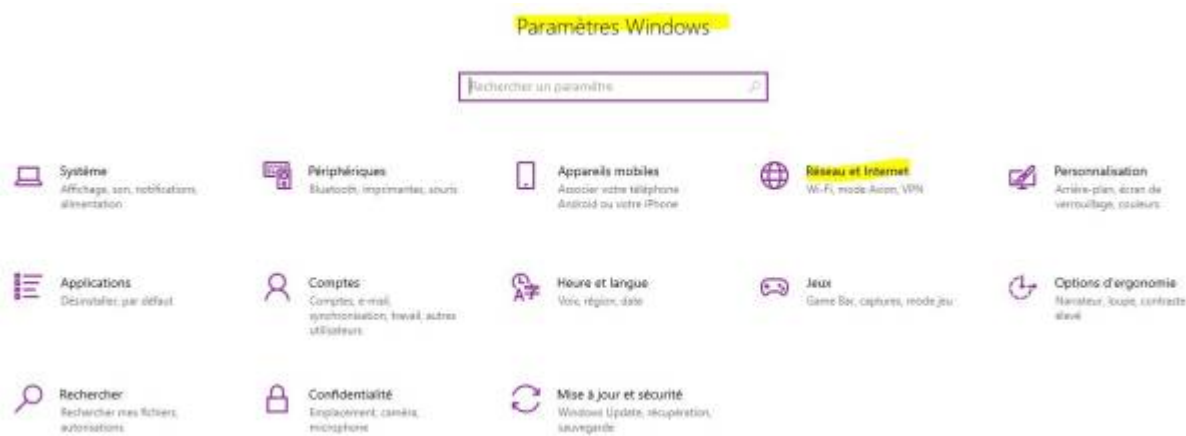 Paramètres Windows
Rechercher un paramètre
Système
Affichage, son, notifications,
alimentation
Périphériques
Bluetooth, imprimantes, souris
Appareils mobiles
Associer votre téléphone
Android ou votre iPhone
Réseau et Internet
Wi-Fi, mode Avion, VPN
Personnalisation
Arrière-plan, écran de
verrouillage, couleurs
Applications
Désinstaller, par défaut
Comptes
Comptes, e-mail,
synchronisation, travail, autres
utilisateurs
Heure et langue
Voix, région, date
Jeux
Game Bar, captures, mode jeu
Options d'ergonomie
Narrateur, loupe, contraste
élevé
Rechercher
Rechercher mes fichiers,
autorisations
Confidentialité
Emplacement, caméra,
microphone
Mise à jour et sécurité
Windows Update, récupération,
sauvegarde